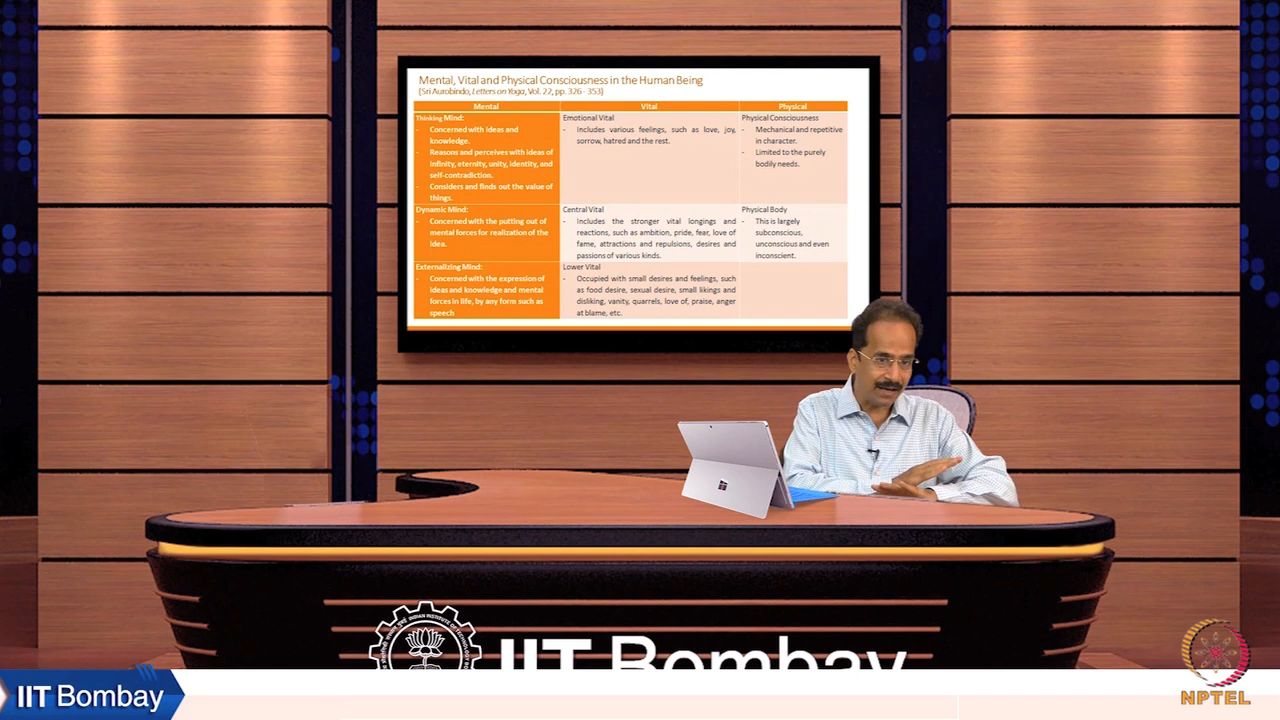 Mental, Vital and Physical Consciousness in the Human Being
(Sri Aurobindo, Letters on Yoga, Vol. 22, pp. 326 - 353)
Mental
Vital
Physical
Thinking Mind:
- Concerned with ideas and
knowledge.
- Reasons and perceives with ideas of
infinity, eternity, unity, identity, and
self-contradiction.
- Considers and finds out the value of
things.
Emotional Vital
- Includes various feelings, such as love, joy,
sorrow, hatred and the rest.
Physical Consciousness
- Mechanical and repetitive
in character.
- Limited to the purely
bodily needs.
Dynamic Mind:
- Concerned with the putting out of
mental forces for realization of the
idea.
Central Vital
- Includes the stronger vital longings and
reactions, such as ambition, pride, fear, love of
fame, attractions and repulsions, desires and
passions of various kinds.
Physical Body
- This is largely
subconscious,
unconscious and even
inconscient.
Externalizing Mind:
- Concerned with the expression of
ideas and knowledge and mental
forces in life, by any form such as
speech
Lower Vital
- Occupied with small desires and feelings, such
as food desire, sexual desire, small likings and
disliking, vanity, quarrels, love of, praise, anger
at blame, etc.
IIT Bombay
IIT Bombay
NPTEL